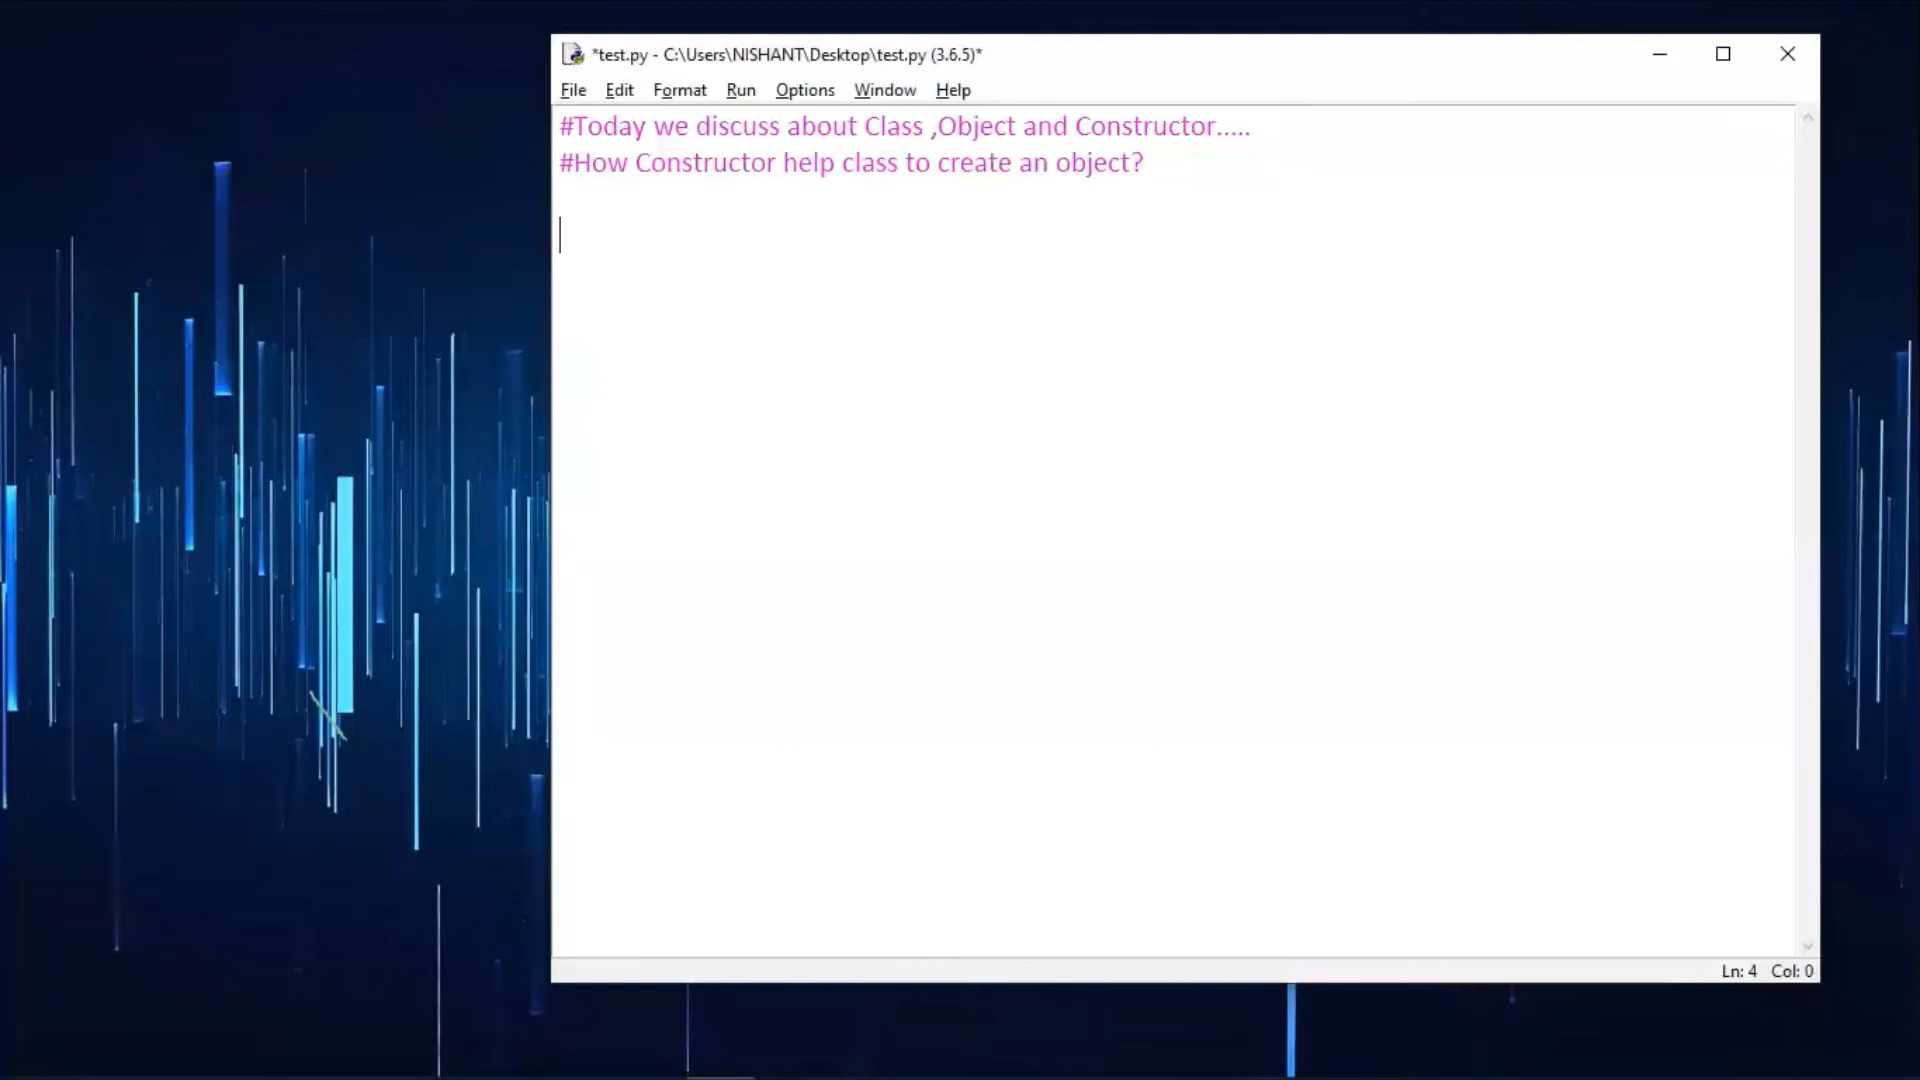 *test.py - C:\Users\NISHANT\Desktop\test.py (3.6.5)*
File Edit Format Run Options Window Help
#Today we discuss about Class ,Object and Constructor.....
#How Constructor help class to create an object?
Ln: 4 Col: 0